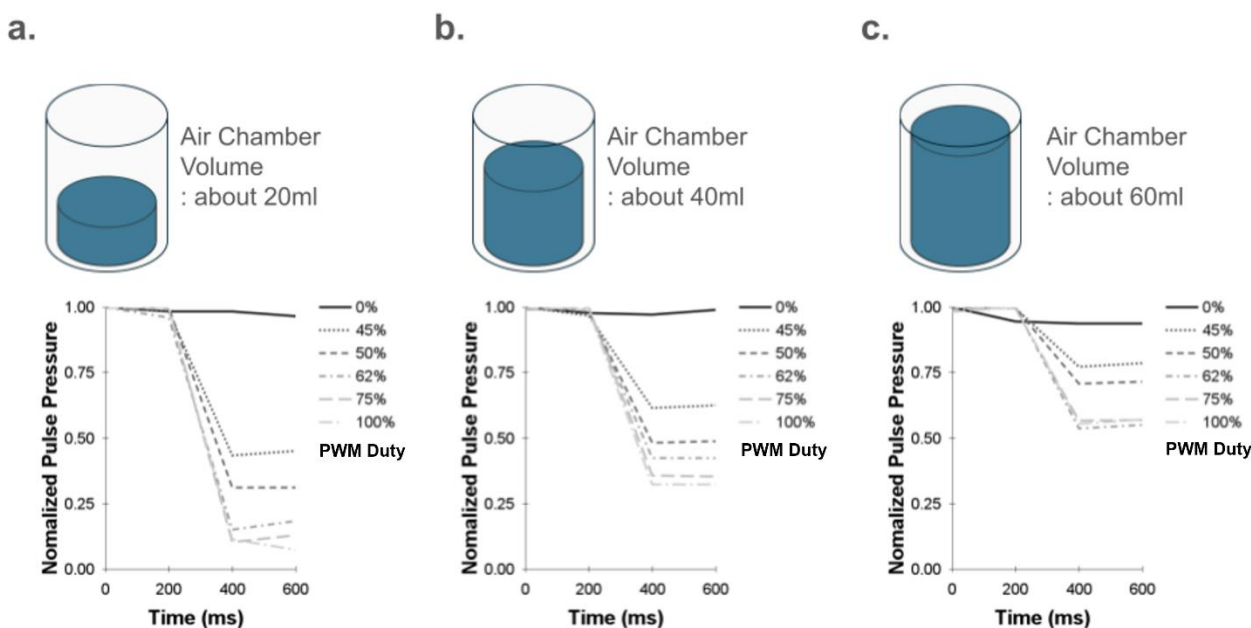 a.
Air Chamber
Volume
: about 20ml
b.
Air Chamber
Volume
: about 40ml
c.
Air Chamber
Volume
: about 60ml
Nomalized Pulse Pressure
1.00
0.75
0.50
0.25
0.00
0 200 400 600
Time (ms)
0%
45%
50%
62%
75%
100%
PWM Duty
Nomalized Pulse Pressure
1.00
0.75
0.50
0.25
0.00
0 200 400 600
Time (ms)
0%
45%
50%
62%
75%
100%
PWM Duty
Nomalized Pulse Pressure
1.00
0.75
0.50
0.25
0.00
0 200 400 600
Time (ms)
0%
45%
50%
62%
75%
100%
PWM Duty